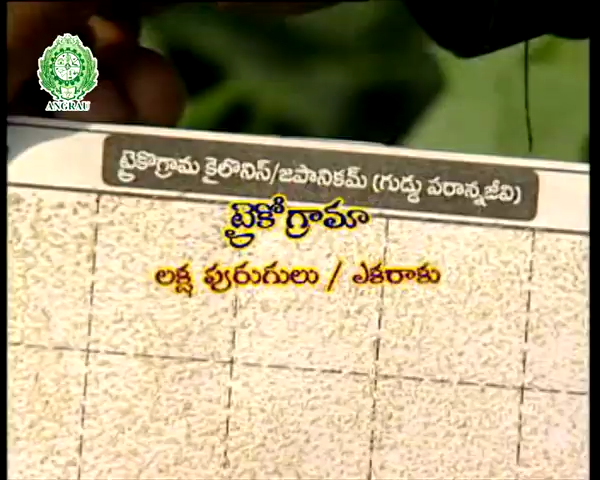 ANGRAU
ట్రైకొగ్రామ కైలొనిస్/జపానికమ్ (గుడ్డు పరాన్నజీవి)
ట్రైకోగ్రామా
లక్ష పురుగులు / ఎకరాకు